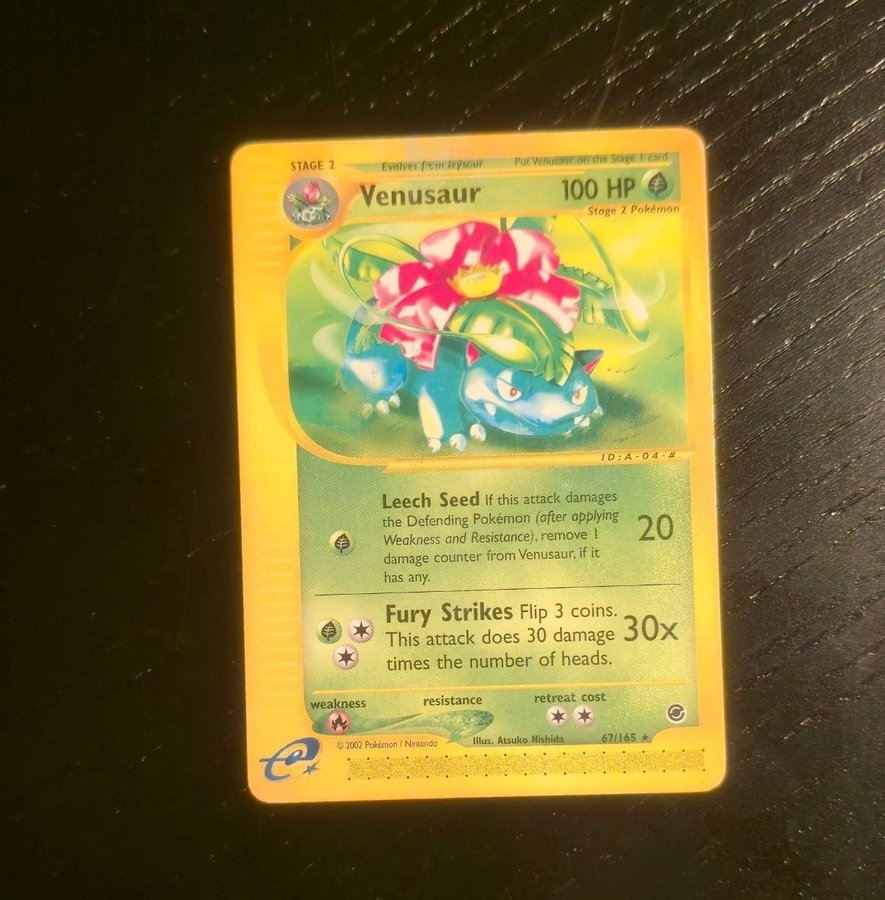 STAGE 2 Evolves from Ivysaur Put Venusaur on the Stage 1 card
Venusaur 100 HP
Stage 2 Pokémon
ID:A-04-#
Leech Seed If this attack damages
the Defending Pokémon (after applying
Weakness and Resistance), remove 1
damage counter from Venusaur, if it
has any.
20
Fury Strikes Flip 3 coins.
This attack does 30 damage
times the number of heads.
30x
weakness resistance retreat cost
© 2002 Pokémon / Nintendo Illus. Atsuko Nishida 67/165 ★
e